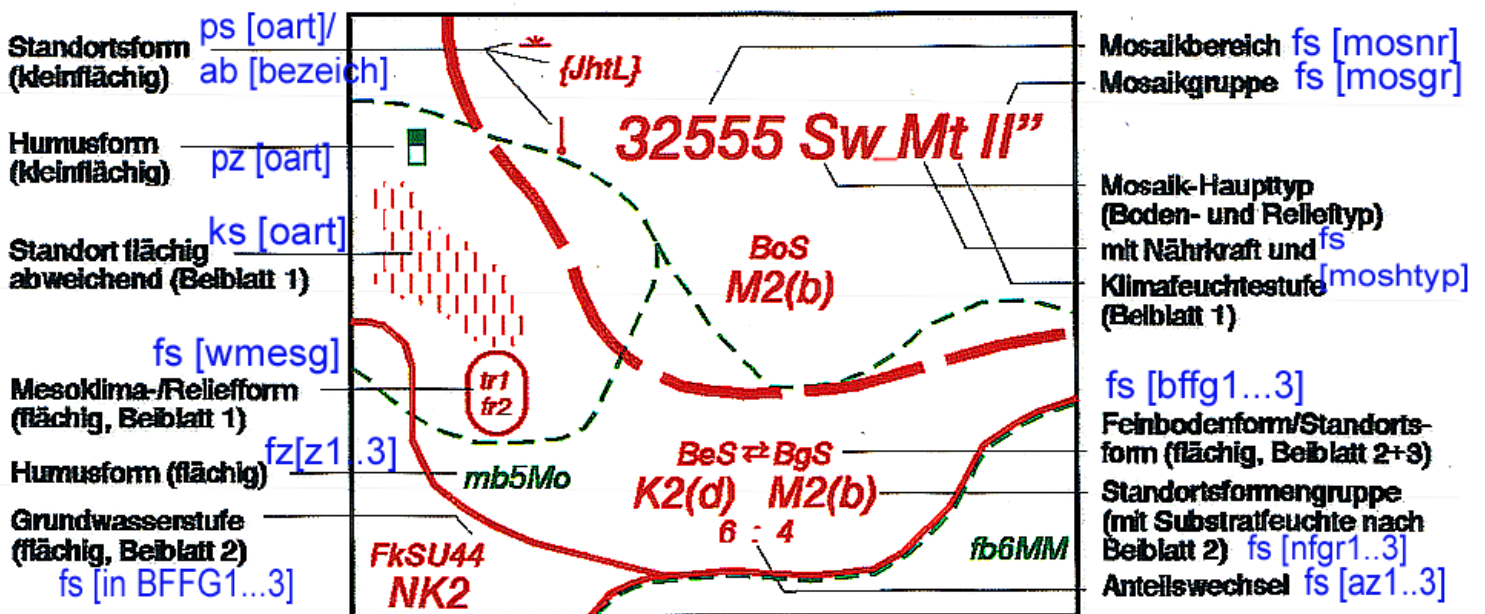 Standortsform ps [oart]/
(kleinflächig) ab [bezeich]
Humusform
(kleinflächig) pz [oart]
ks [oart]
Standort flächig
abweichend (Beiblatt 1)
fs [wmesg]
Mesoklima-/Reliefform
(flächig, Beiblatt 1)
fz[z1..3]
Humusform (flächig)
Grundwasserstufe
(flächig, Beiblatt 2)
fs [in BFFG1...3]
{JhtL}
32555 Sw_Mt II”
BoS
M2(b)
tr1
fr2
mb5Mo
BeS ⇄ BgS
K2(d) M2(b)
6 : 4
FkSU44
NK2
fb6MM
Mosaikbereich fs [mosnr]
Mosaikgruppe fs [mosgr]
Mosaik-Haupttyp
(Boden- und Relieftyp)
mit Nährkraft und fs
Klimafeuchtestufe [moshtyp]
(Beiblatt 1)
fs [bffg1...3]
Feinbodenform/Standorts-
form (flächig, Beiblatt 2+3)
Standortsformengruppe
(mit Substratfeuchte nach
Beiblatt 2) fs [nfgr1..3]
Anteilswechsel fs [az1..3]